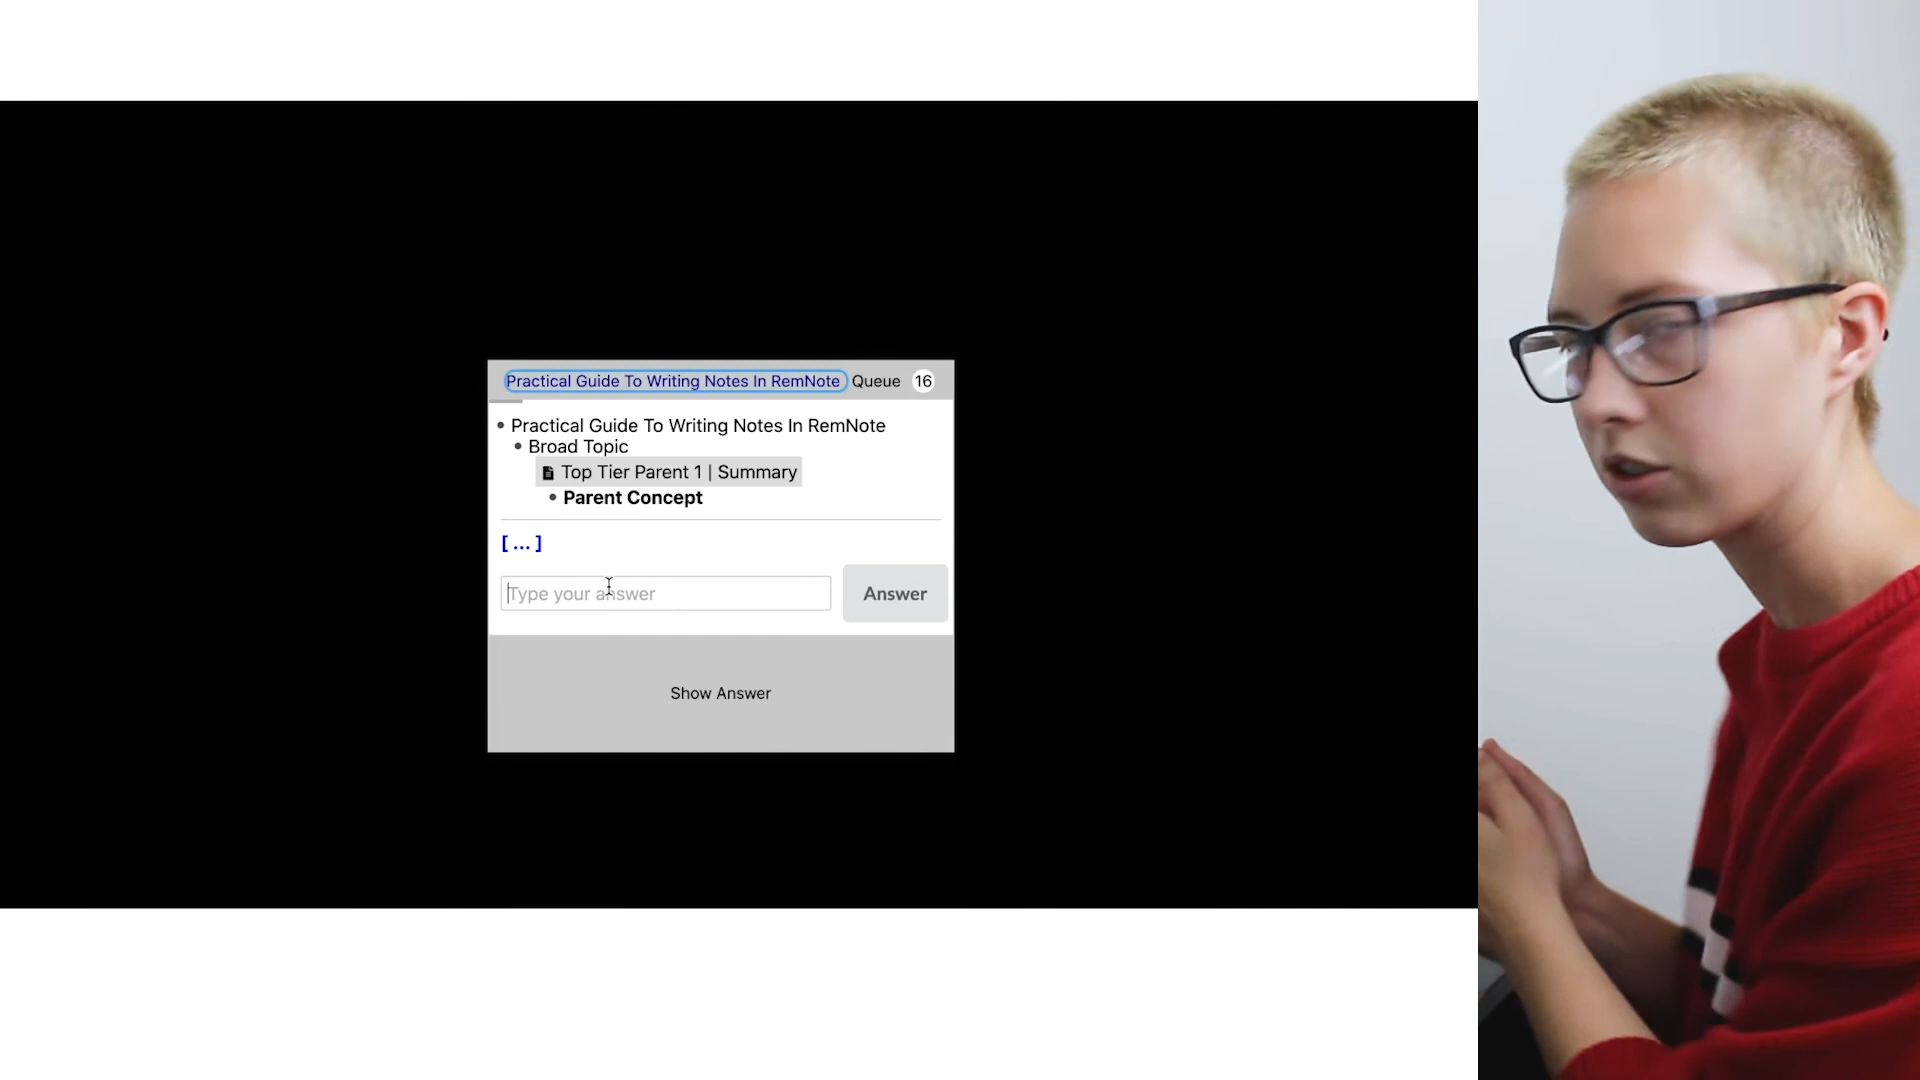 Practical Guide To Writing Notes In RemNote Queue 16
• Practical Guide To Writing Notes In RemNote
• Broad Topic
Top Tier Parent 1 | Summary
• Parent Concept
[ ... ]
Type your answer
Answer
Show Answer